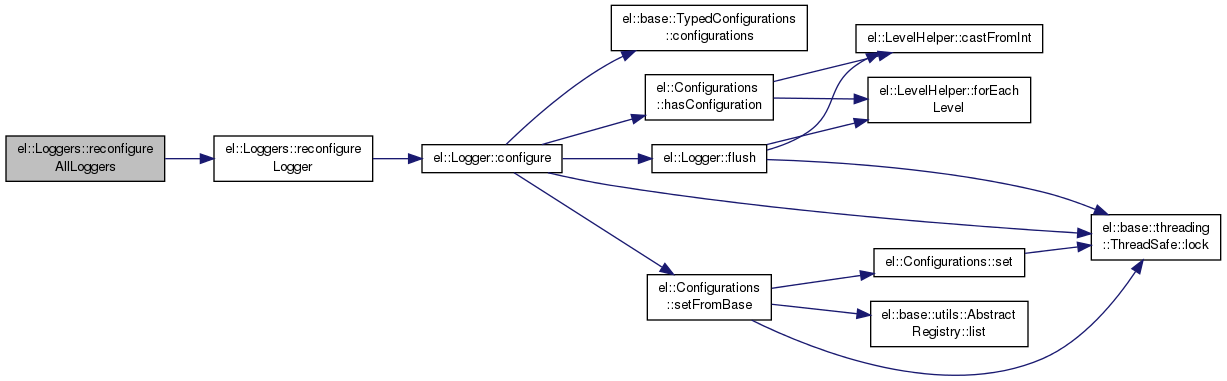 el::Loggers::reconfigure
AllLoggers
el::Loggers::reconfigure
Logger
el::Logger::configure
el::base::TypedConfigurations
::configurations
el::Configurations
::hasConfiguration
el::Logger::flush
el::Configurations
::setFromBase
el::LevelHelper::castFromInt
el::LevelHelper::forEach
Level
el::Configurations::set
el::base::utils::Abstract
Registry::list
el::base::threading
::ThreadSafe::lock